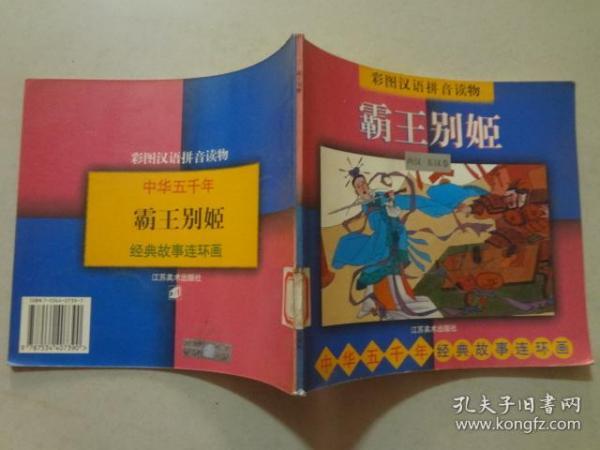 彩图汉语拼音读物
中华五千年
霸王别姬
经典故事连环画
江苏美术出版社
彩图汉语拼音读物
霸王别姬
江苏美术出版社
中华五千年经典故事连环画
孔夫子旧书网
www.kongfz.com